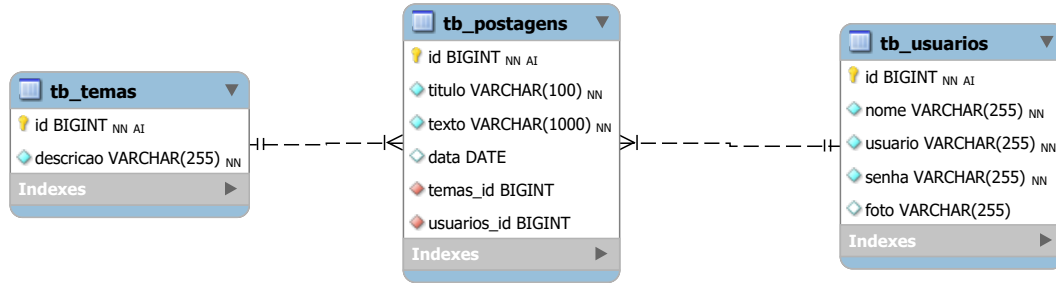 tb_temas
id BIGINT NN AI
descricao VARCHAR(255) NN
Indexes
tb_postagens
id BIGINT NN AI
titulo VARCHAR(100) NN
texto VARCHAR(1000) NN
data DATE
temas_id BIGINT
usuarios_id BIGINT
Indexes
tb_usuarios
id BIGINT NN AI
nome VARCHAR(255) NN
usuario VARCHAR(255) NN
senha VARCHAR(255) NN
foto VARCHAR(255)
Indexes